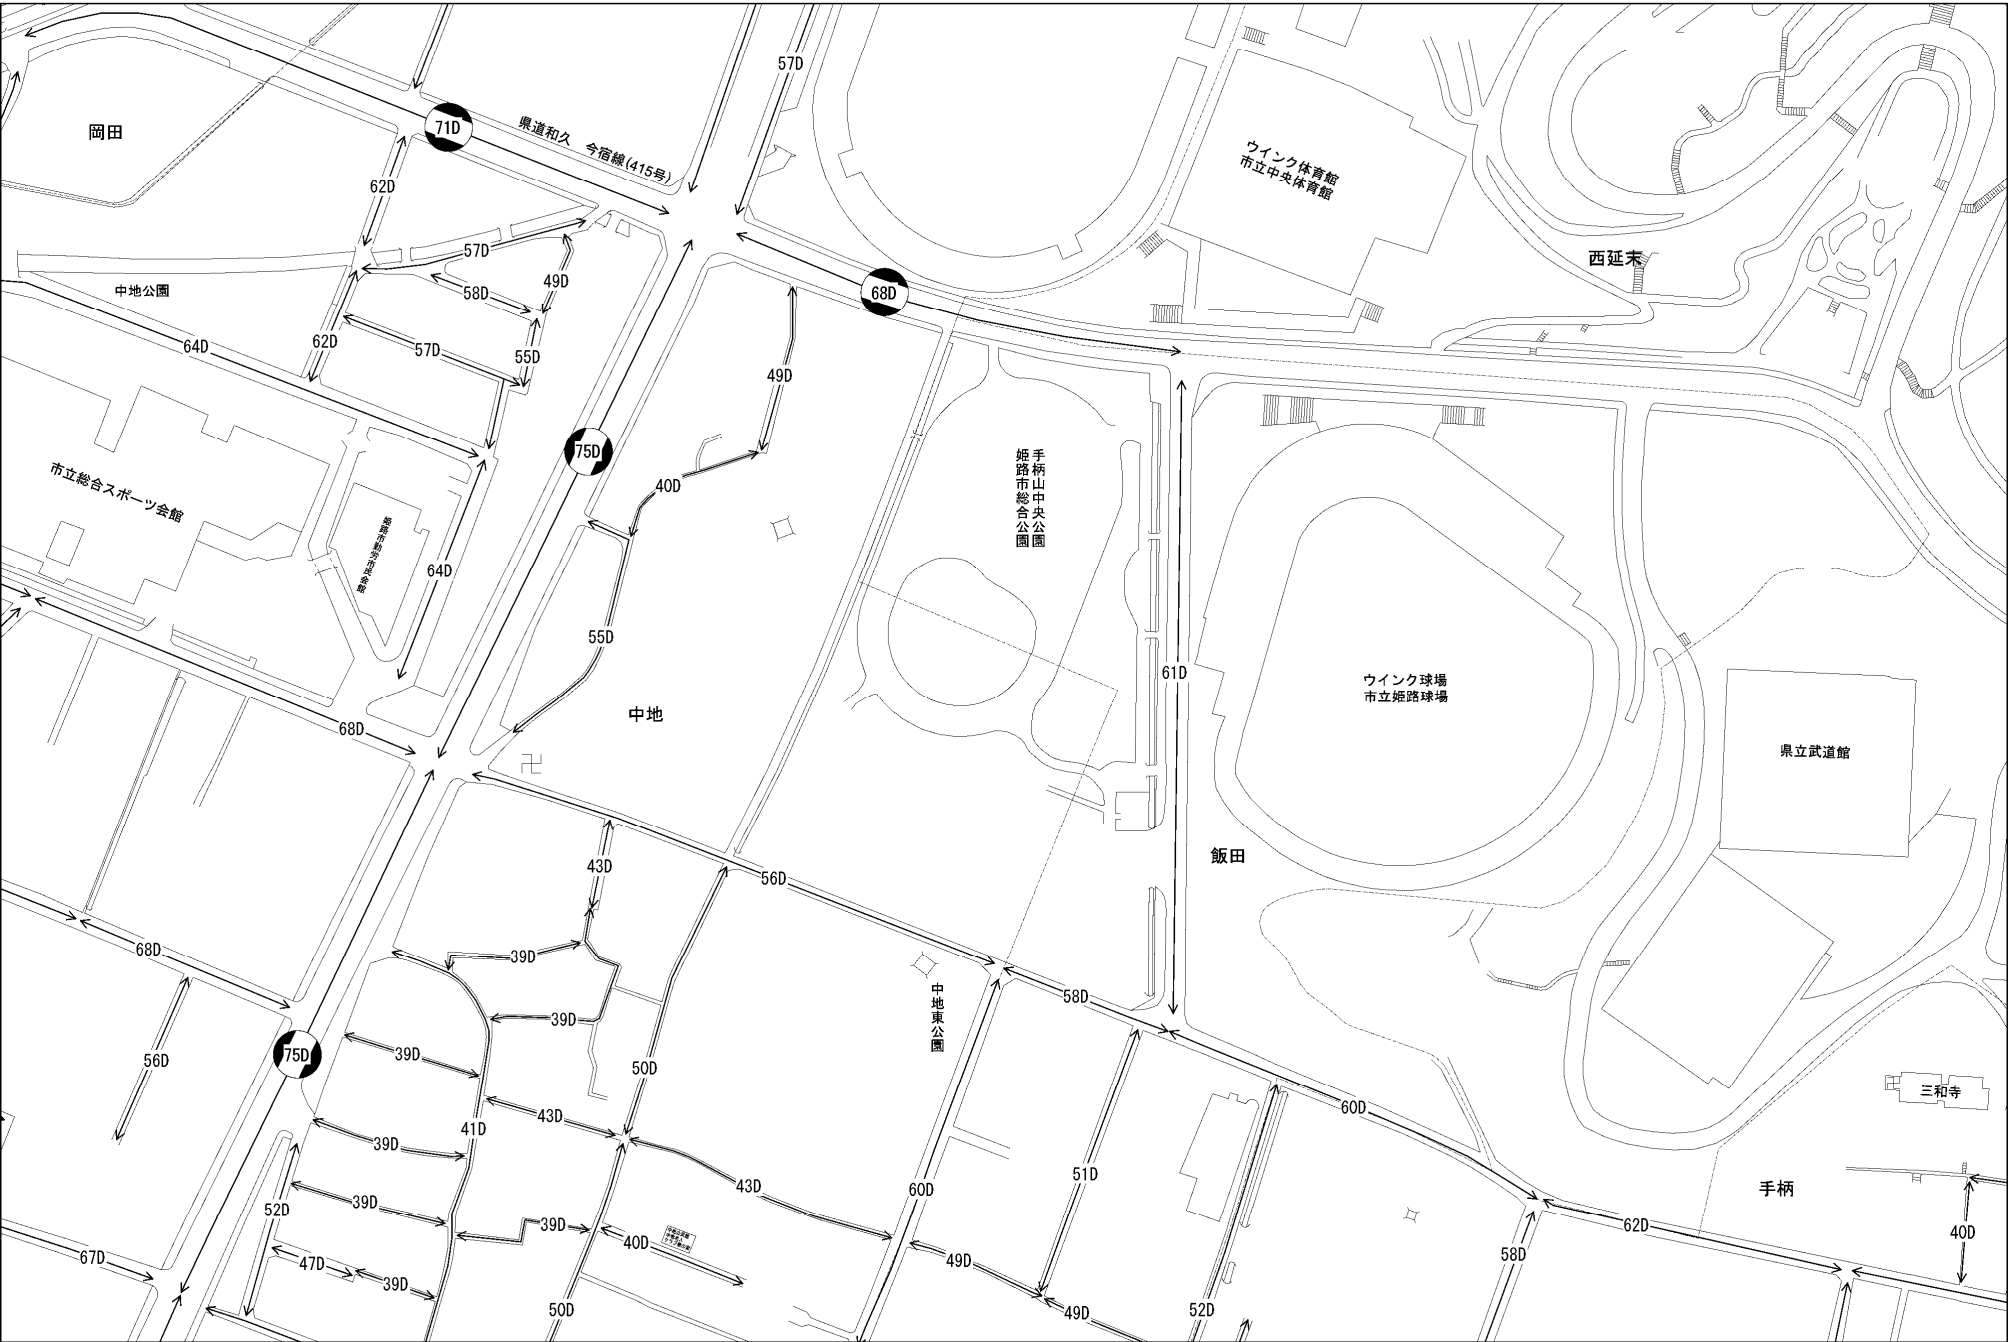 57D
71D
県道和久 今宿線(415号)
岡田
62D
ウインク体育館
市立中央体育館
57D
西延末
49D
58D
中地公園
68D
62D
64D
57D
55D
49D
75D
市立総合スポーツ会館
40D
手柄山中央公園
姫路市総合公園
姫路市勤労市民会館
64D
55D
61D
ウインク球場
市立姫路球場
68D
中地
県立武道館
飯田
43D
56D
68D
39D
中地東公園
58D
39D
75D
39D
56D
50D
三和寺
43D
60D
41D
39D
51D
43D
60D
手柄
39D
52D
39D
62D
40D
40D
58D
67D
47D
49D
39D
50D
52D
49D